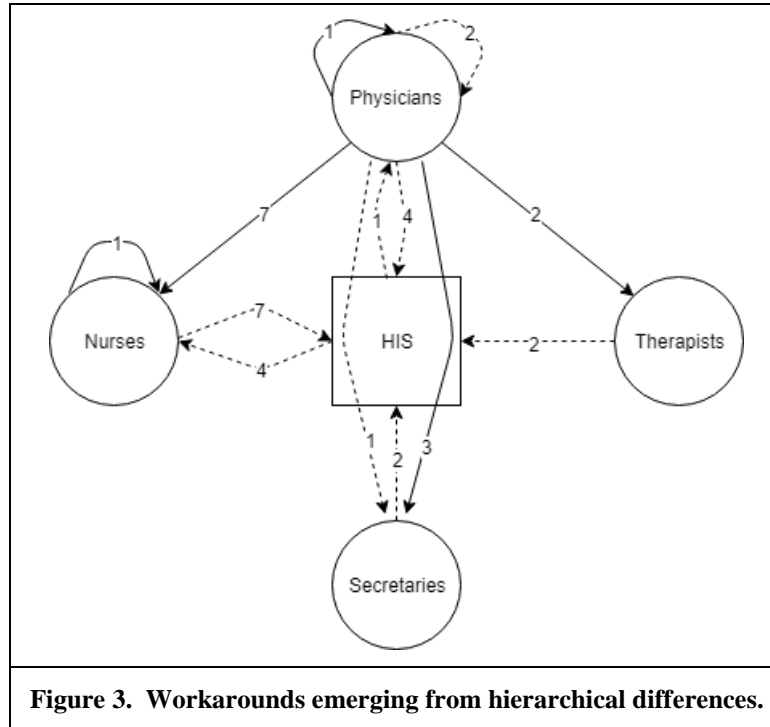 1
2
Physicians
7
1
4
2
1
Nurses
7
4
HIS
2
Therapists
1
2
3
Secretaries
Figure 3. Workarounds emerging from hierarchical differences.